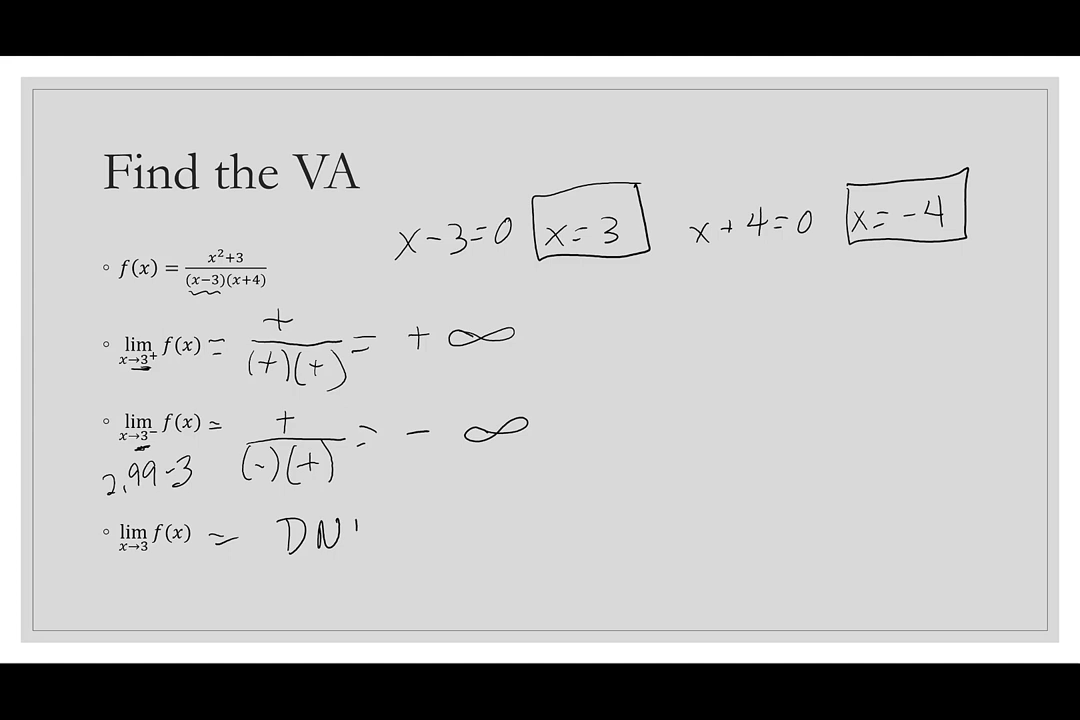 Find the VA
x-3=0 x=3 x+4=0 x=-4
∘ f(x) = (x²+3)/((x−3)(x+4))
∘ lim x→3⁺ f(x) = +/((+)(+)) = +∞
∘ lim x→3⁻ f(x) = +/((-)(+)) = -∞
2.99-3
∘ lim x→3 f(x) = DN